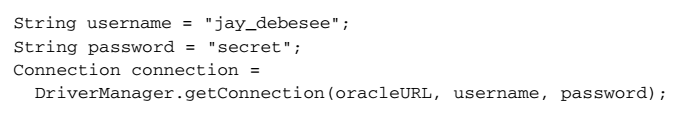 String username = "jay_debesee";
String password = "secret";
Connection connection =
  DriverManager.getConnection(oracleURL, username, password);